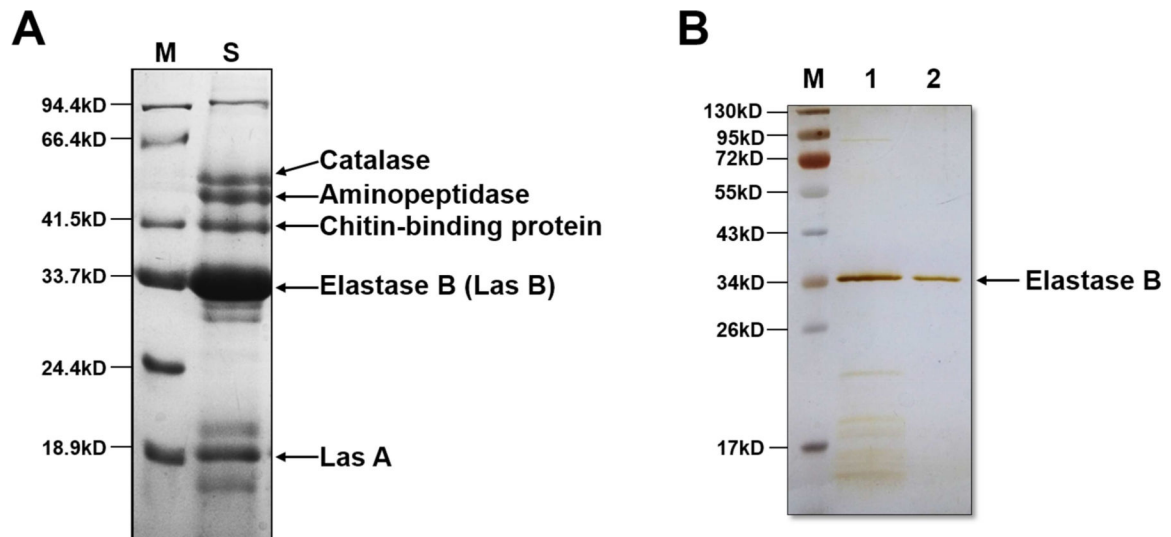 A
M S
94.4kD
66.4kD
Catalase
Aminopeptidase
41.5kD
Chitin-binding protein
33.7kD
Elastase B (Las B)
24.4kD
18.9kD
Las A
B
M 1 2
130kD
95kD
72kD
55kD
43kD
34kD
Elastase B
26kD
17kD